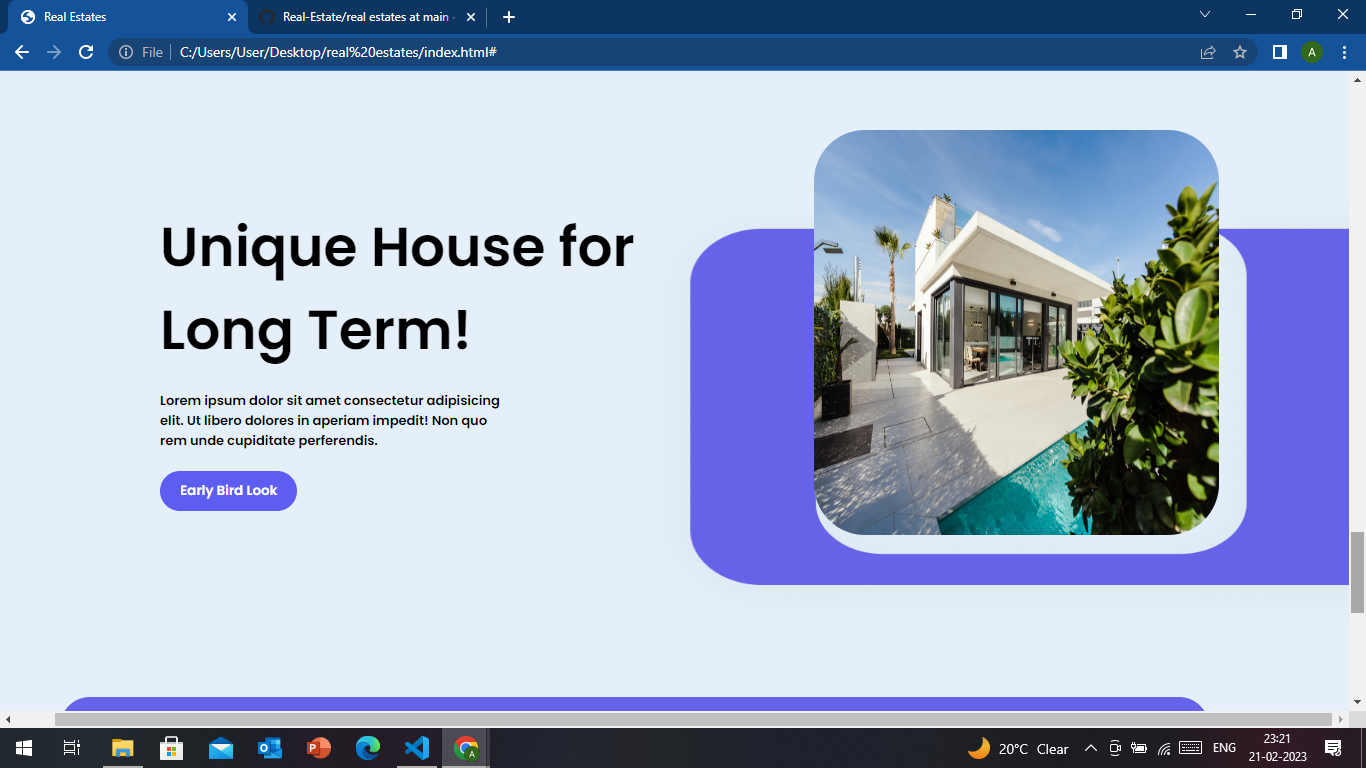 Real Estates
Real-Estate/real estates at main ·
File
C:/Users/User/Desktop/real%20estates/index.html#
A
Unique House for
Long Term!
Lorem ipsum dolor sit amet consectetur adipisicing
elit. Ut libero dolores in aperiam impedit! Non quo
rem unde cupiditate perferendis.
Early Bird Look
20°C Clear
ENG
23:21
21-02-2023